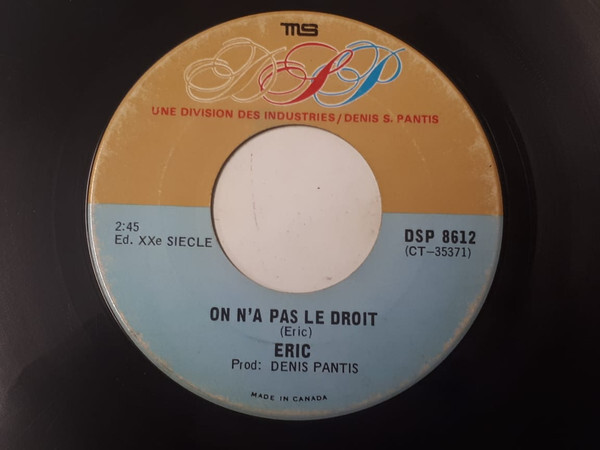 MS
DSP
UNE DIVISION DES INDUSTRIES/DENIS S. PANTIS
2:45
Ed. XXe SIECLE
DSP 8612
(CT-35371)
ON N'A PAS LE DROIT
(Eric)
ERIC
Prod: DENIS PANTIS
MADE IN CANADA